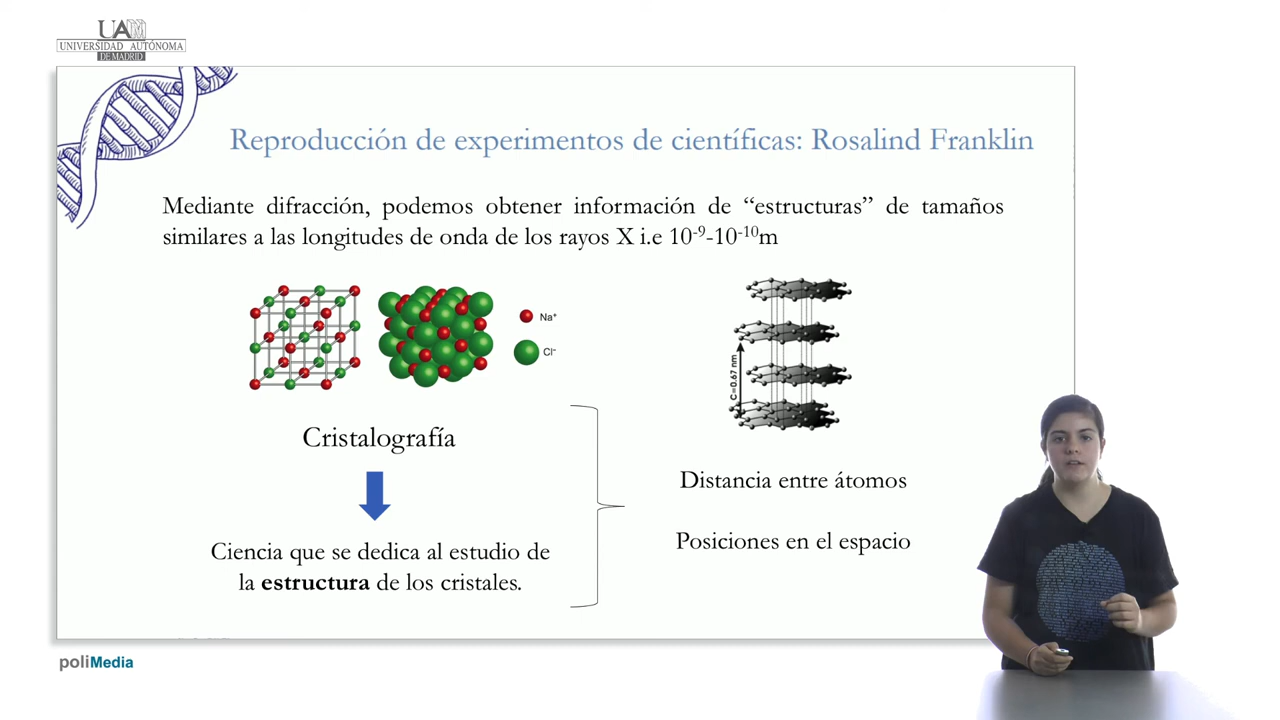 UAM
UNIVERSIDAD AUTÓNOMA
DE MADRID
Reproducción de experimentos de científicas: Rosalind Franklin
Mediante difracción, podemos obtener información de “estructuras” de tamaños
similares a las longitudes de onda de los rayos X i.e 10⁻⁹-10⁻¹⁰m
Na⁺
Cl⁻
C=0.67 nm
Cristalografía
Ciencia que se dedica al estudio de
la estructura de los cristales.
Distancia entre átomos
Posiciones en el espacio
poliMedia